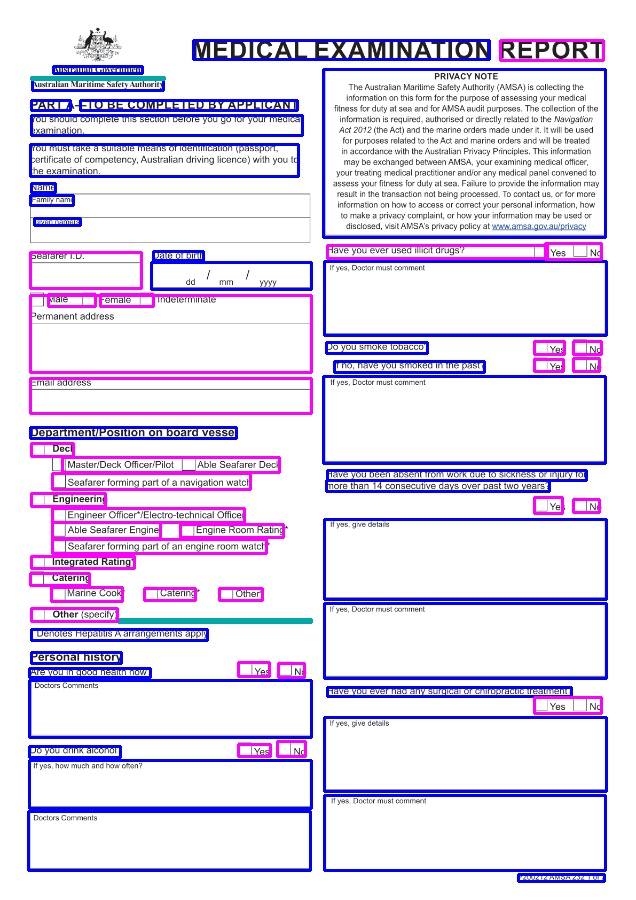 MEDICAL EXAMINATION REPORT
Australian Government
Australian Maritime Safety Authority
PART A – TO BE COMPLETED BY APPLICANT
You should complete this section before you go for your medical
examination.
You must take a suitable means of identification (passport,
certificate of competency, Australian driving licence) with you to
the examination.
Name
Family name
Given name/s
Seafarer I.D.
Date of birth
/ /
dd mm yyyy
Male Female Indeterminate
Permanent address
Email address
Department/Position on board vessel
Deck
Master/Deck Officer/Pilot Able Seafarer Deck
Seafarer forming part of a navigation watch
Engineering
Engineer Officer*/Electro-technical Officer
Able Seafarer Engine Engine Room Rating*
Seafarer forming part of an engine room watch*
Integrated Rating*
Catering
Marine Cook* Catering* Other*
Other (specify)
* Denotes Hepatitis A arrangements apply
Personal history
Are you in good health now? Yes No
Doctors Comments
Do you drink alcohol? Yes No
If yes, how much and how often?
Doctors Comments
PRIVACY NOTE
The Australian Maritime Safety Authority (AMSA) is collecting the
information on this form for the purpose of assessing your medical
fitness for duty at sea and for AMSA audit purposes. The collection of
the information is required, authorised or directly related to the Navigation
Act 2012 (the Act) and the marine orders made under it. It will be used
for purposes related to the Act and marine orders and will be treated
in accordance with the Australian Privacy Principles. This information
may be exchanged between AMSA, your examining medical officer,
your treating medical practitioner and/or any medical panel convened to
assess your fitness for duty at sea. Failure to provide the information may
result in the transaction not being processed. To contact us, or for more
information on how to access or correct your personal information, how
to make a privacy complaint, or how your information may be used or
disclosed, visit AMSA's privacy policy at www.amsa.gov.au/privacy
Have you ever used illicit drugs? Yes No
If yes, Doctor must comment
Do you smoke tobacco? Yes No
If no, have you smoked in the past? Yes No
If yes, Doctor must comment
Have you been absent from work due to sickness or injury for
more than 14 consecutive days over past two years?
Yes No
If yes, give details
If yes, Doctor must comment
Have you ever had any surgical or chiropractic treatment?
Yes No
If yes, give details
If yes, Doctor must comment